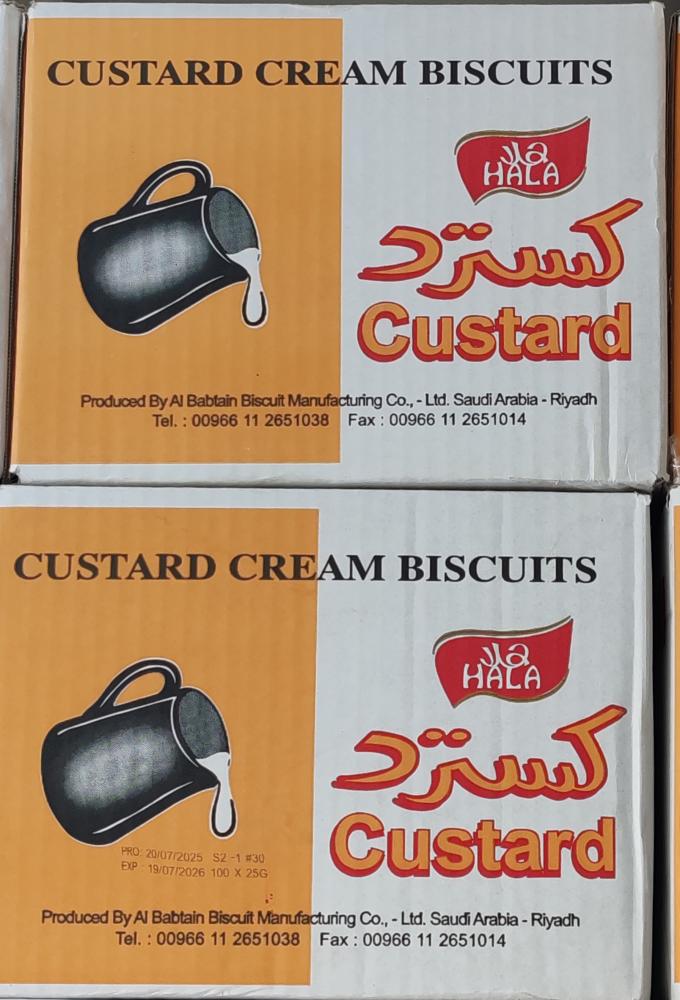 CUSTARD CREAM BISCUITS
هلا
HALA
كسترد
Custard
Produced By Al Babtain Biscuit Manufacturing Co., - Ltd. Saudi Arabia - Riyadh
Tel. : 00966 11 2651038 Fax : 00966 11 2651014
CUSTARD CREAM BISCUITS
هلا
HALA
كسترد
Custard
PRO: 20/07/2025 S2 -1 #30
EXP : 19/07/2026 100 X 25G
Produced By Al Babtain Biscuit Manufacturing Co., - Ltd. Saudi Arabia - Riyadh
Tel. : 00966 11 2651038 Fax : 00966 11 2651014